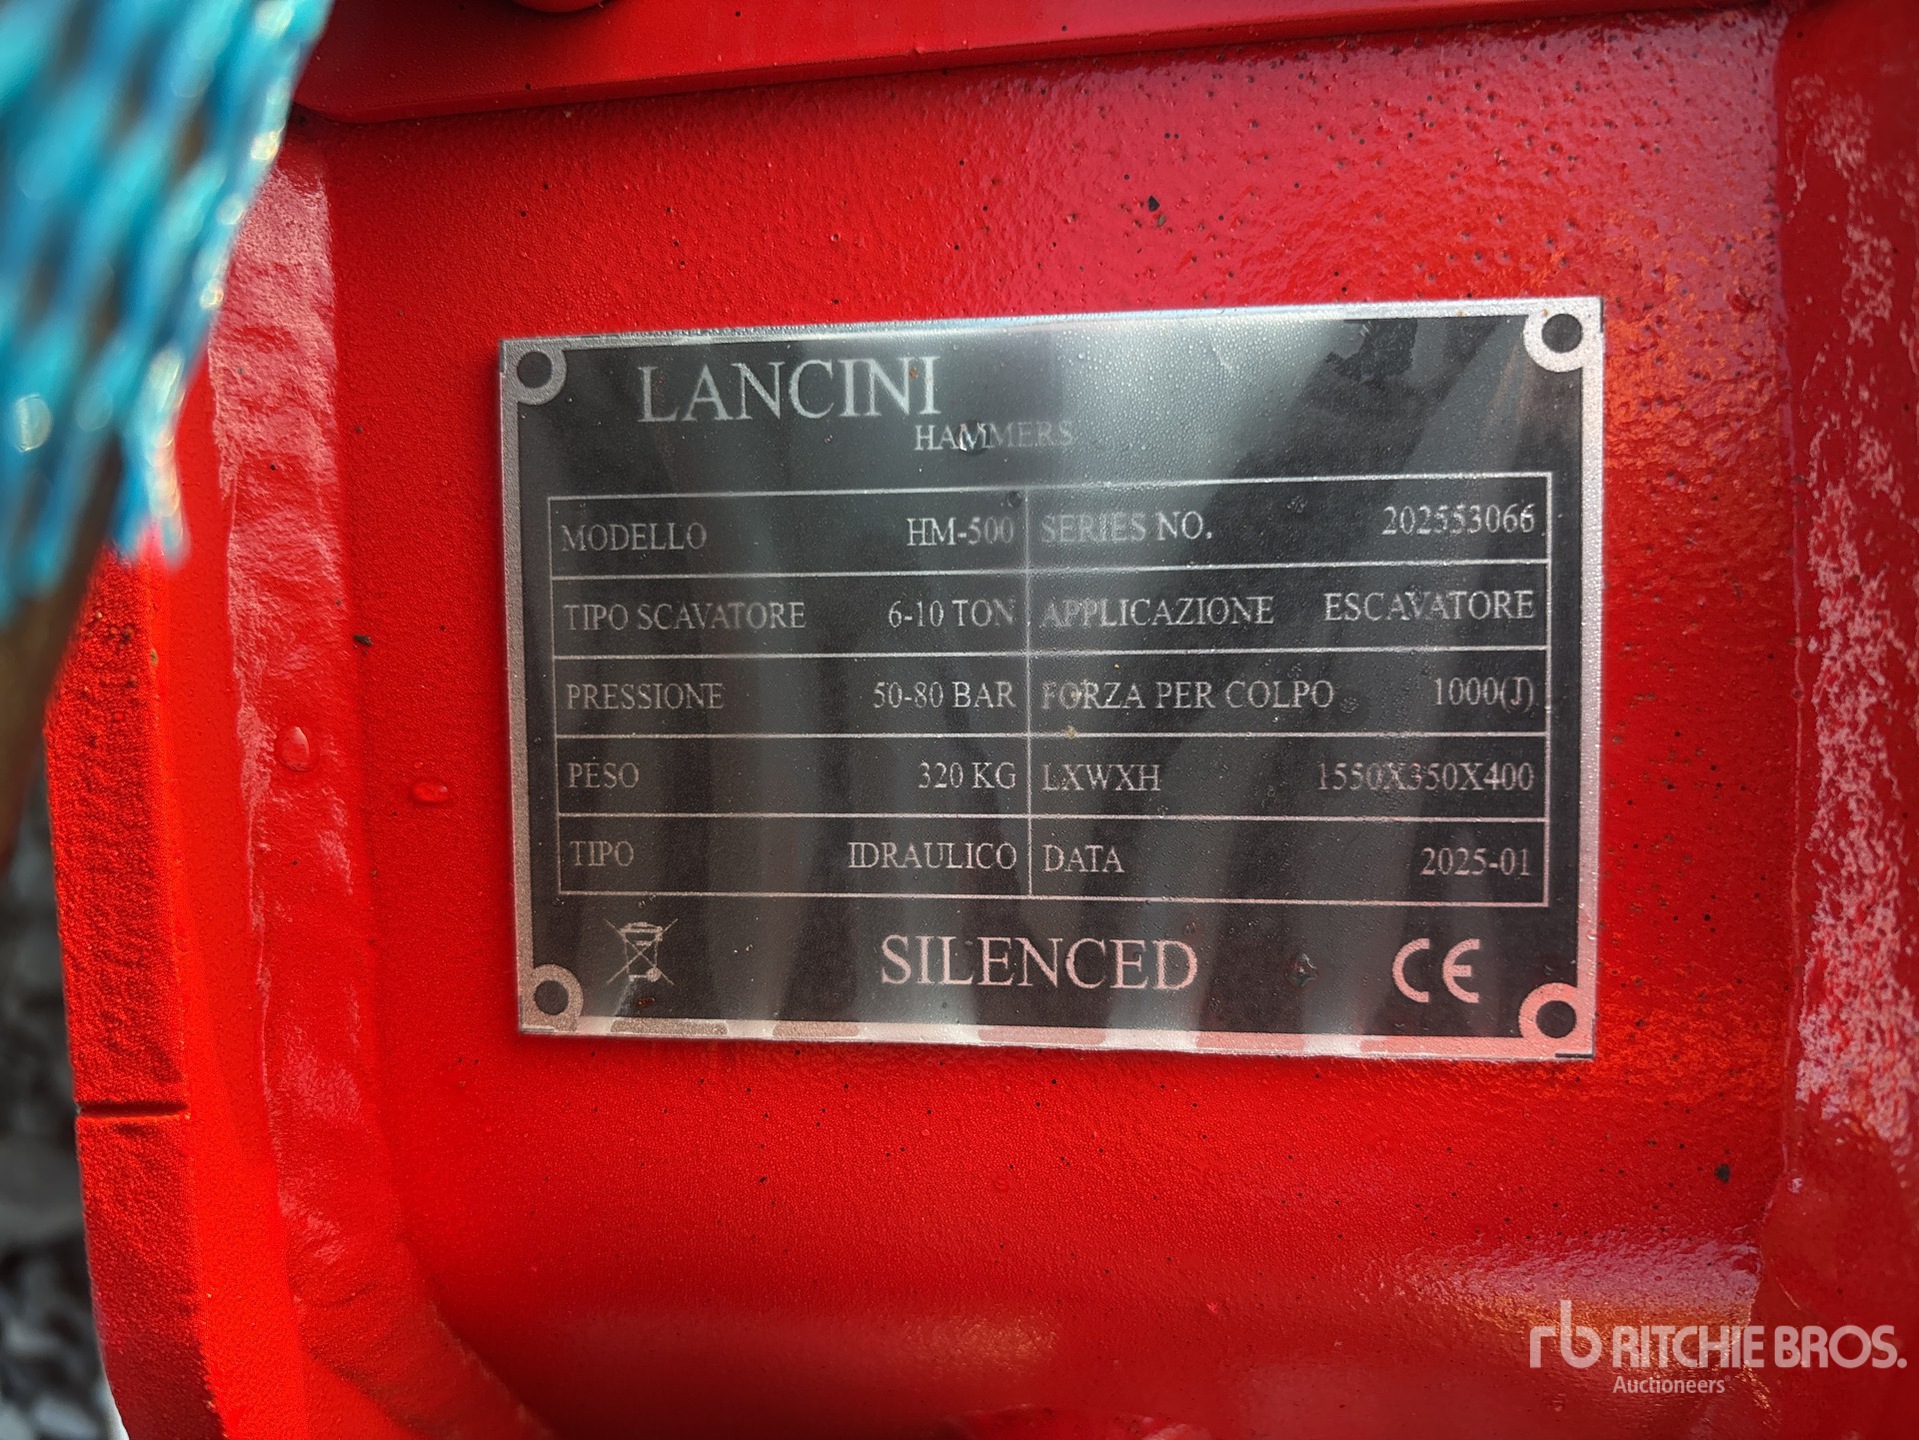 LANCINI
HAMMERS
MODELLO HM-500 SERIES NO. 202553066
TIPO SCAVATORE 6-10 TON APPLICAZIONE ESCAVATORE
PRESSIONE 50-80 BAR FORZA PER COLPO 1000(J)
PESO 320 KG LXWXH 1550X350X400
TIPO IDRAULICO DATA 2025-01
SILENCED CE
rb RITCHIE BROS.
Auctioneers